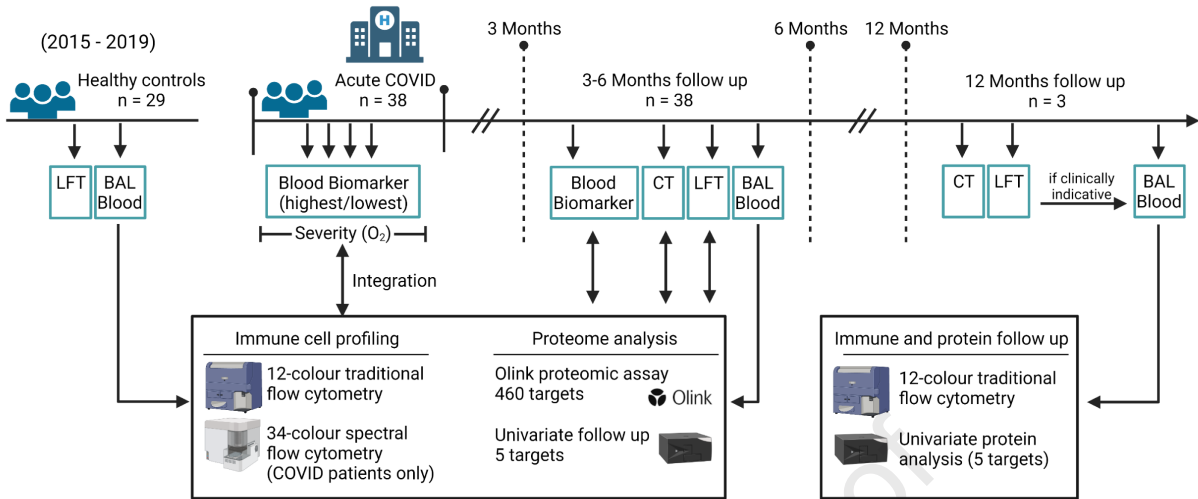 (2015 - 2019)
Healthy controls
n = 29
LFT
BAL
Blood
H
Acute COVID
n = 38
Blood Biomarker
(highest/lowest)
Severity (O₂)
Integration
3 Months
3-6 Months follow up
n = 38
Blood
Biomarker
CT
LFT
BAL
Blood
6 Months
12 Months
12 Months follow up
n = 3
CT
LFT
if clinically
indicative
BAL
Blood
Immune cell profiling
12-colour traditional
flow cytometry
34-colour spectral
flow cytometry
(COVID patients only)
Proteome analysis
Olink proteomic assay
460 targets
Olink
Univariate follow up
5 targets
Immune and protein follow up
12-colour traditional
flow cytometry
Univariate protein
analysis (5 targets)
of